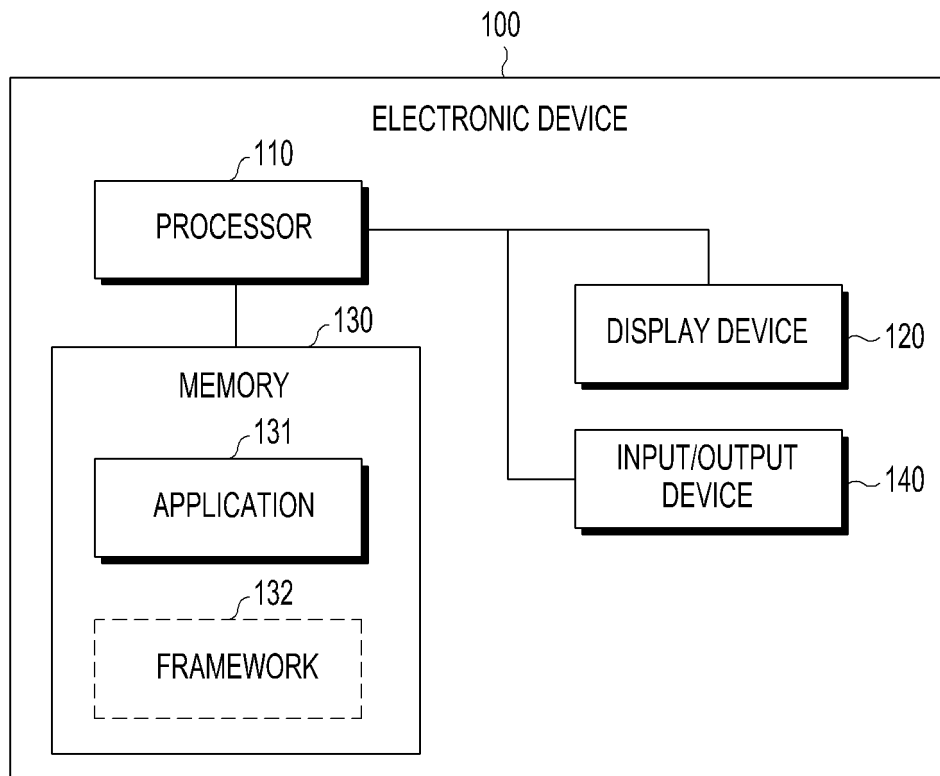 100
ELECTRONIC DEVICE
110
PROCESSOR
130
MEMORY
131
APPLICATION
132
FRAMEWORK
DISPLAY DEVICE
120
INPUT/OUTPUT
DEVICE
140